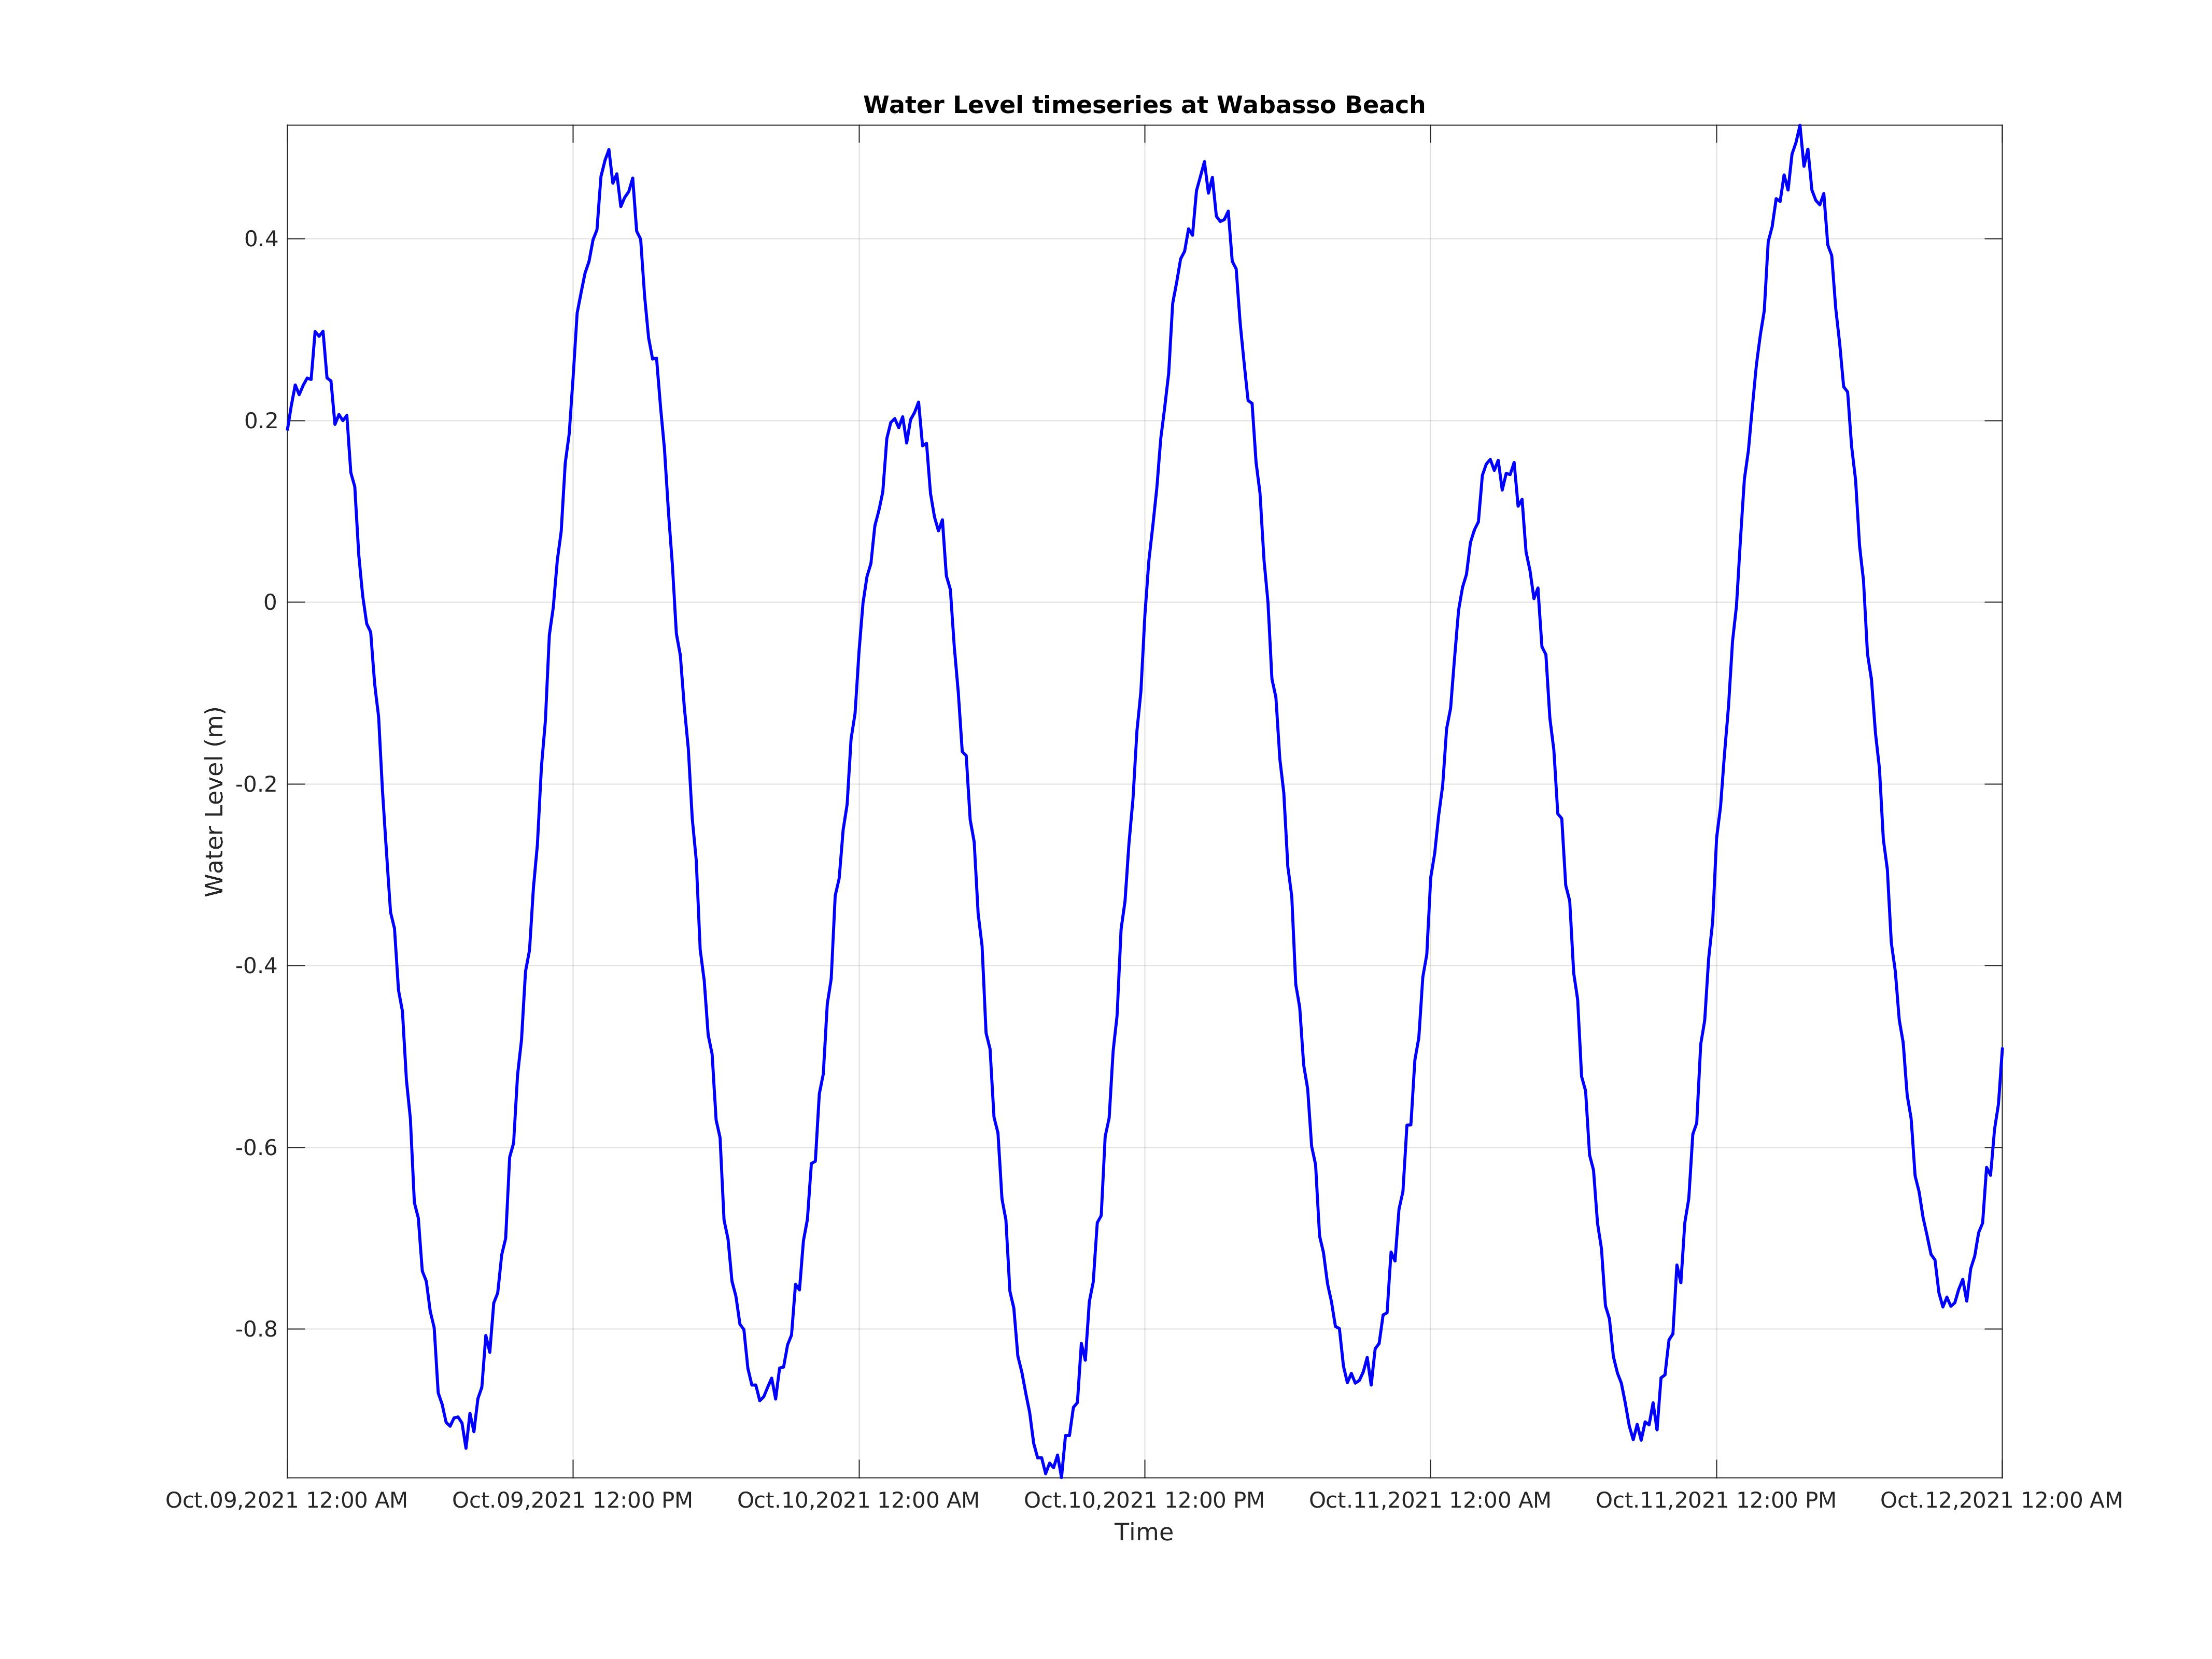 Water Level timeseries at Wabasso Beach
0.4
0.2
0
-0.2
-0.4
-0.6
-0.8
Water Level (m)
Oct.09,2021 12:00 AM
Oct.09,2021 12:00 PM
Oct.10,2021 12:00 AM
Oct.10,2021 12:00 PM
Oct.11,2021 12:00 AM
Oct.11,2021 12:00 PM
Oct.12,2021 12:00 AM
Time